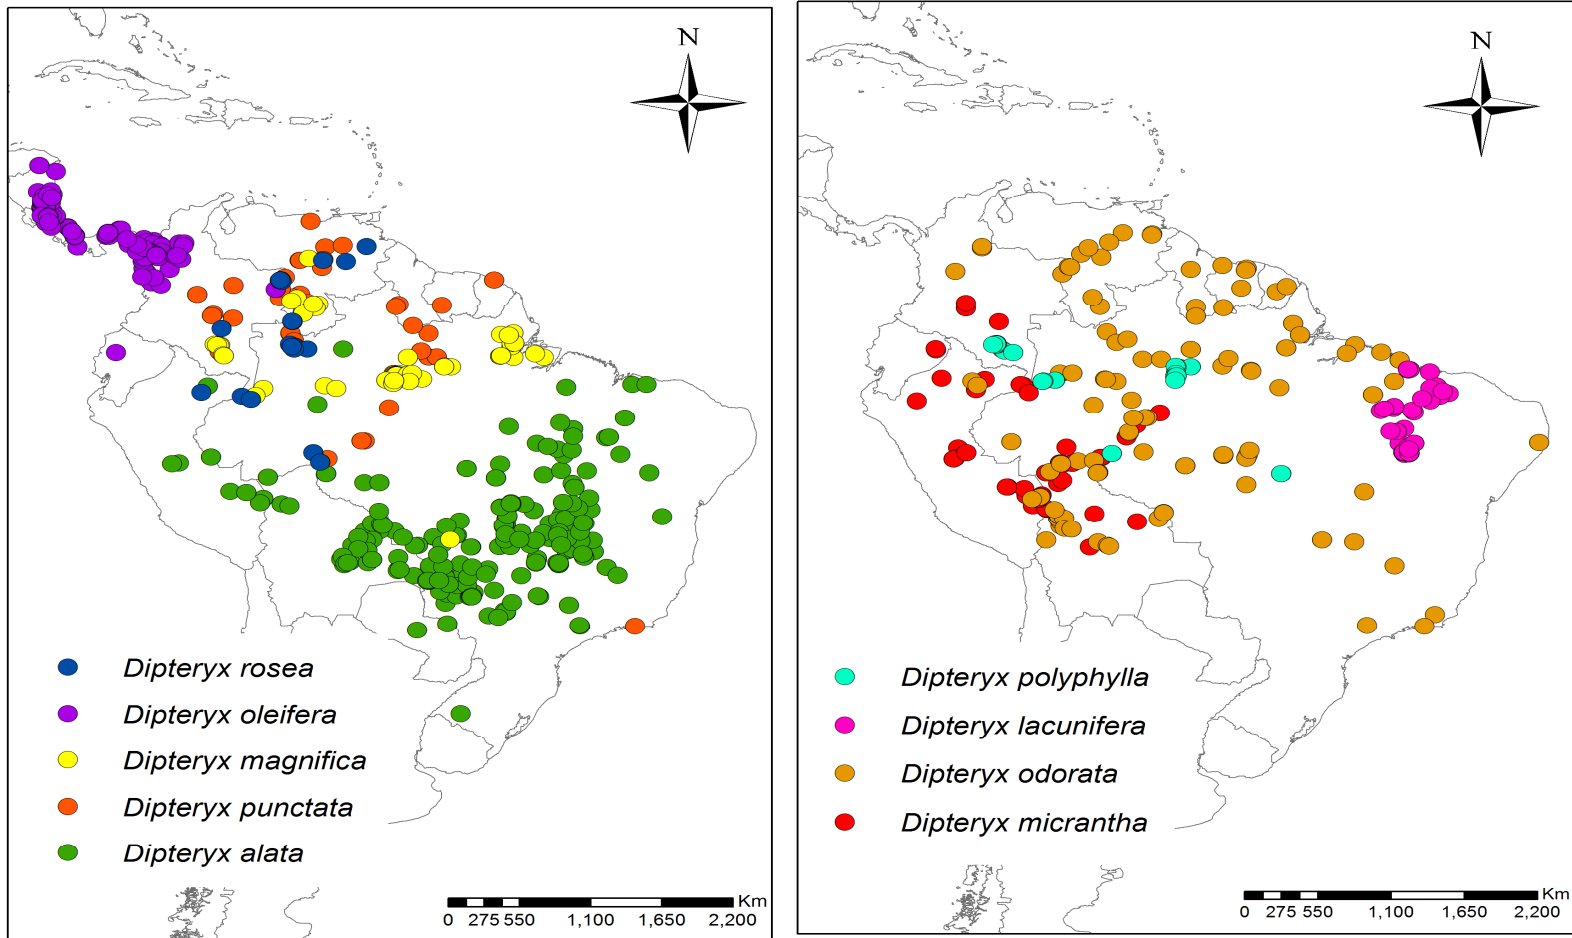 N
Dipteryx rosea
Dipteryx oleifera
Dipteryx magnifica
Dipteryx punctata
Dipteryx alata
Km
0 275 550 1,100 1,650 2,200
N
Dipteryx polyphylla
Dipteryx lacunifera
Dipteryx odorata
Dipteryx micrantha
Km
0 275 550 1,100 1,650 2,200